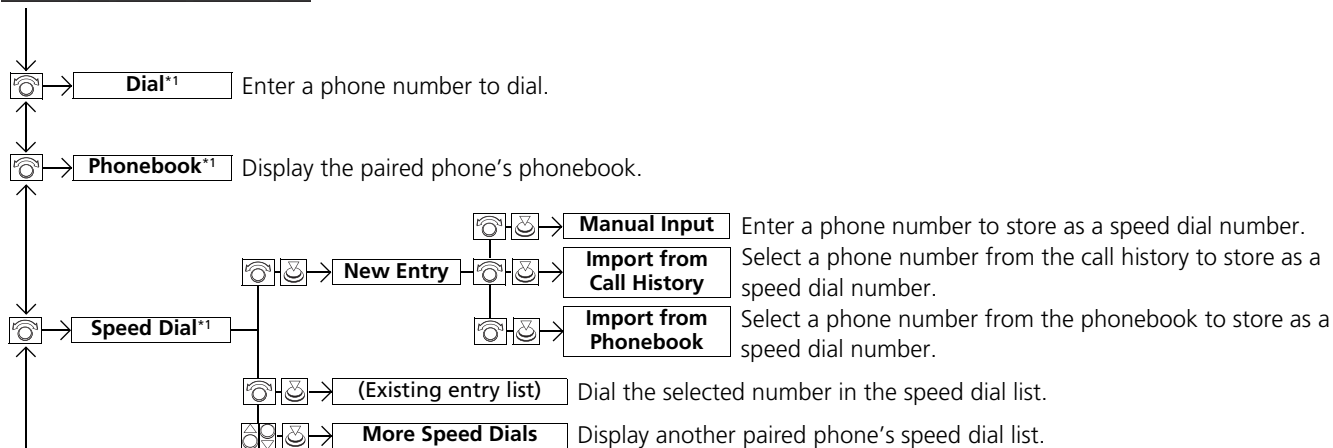 Dial*1 Enter a phone number to dial.
Phonebook*1 Display the paired phone’s phonebook.
Manual Input Enter a phone number to store as a speed dial number.
New Entry
Import from
Call History
Select a phone number from the call history to store as a
speed dial number.
Speed Dial*1
Import from
Phonebook
Select a phone number from the phonebook to store as a
speed dial number.
(Existing entry list) Dial the selected number in the speed dial list.
More Speed Dials Display another paired phone’s speed dial list.